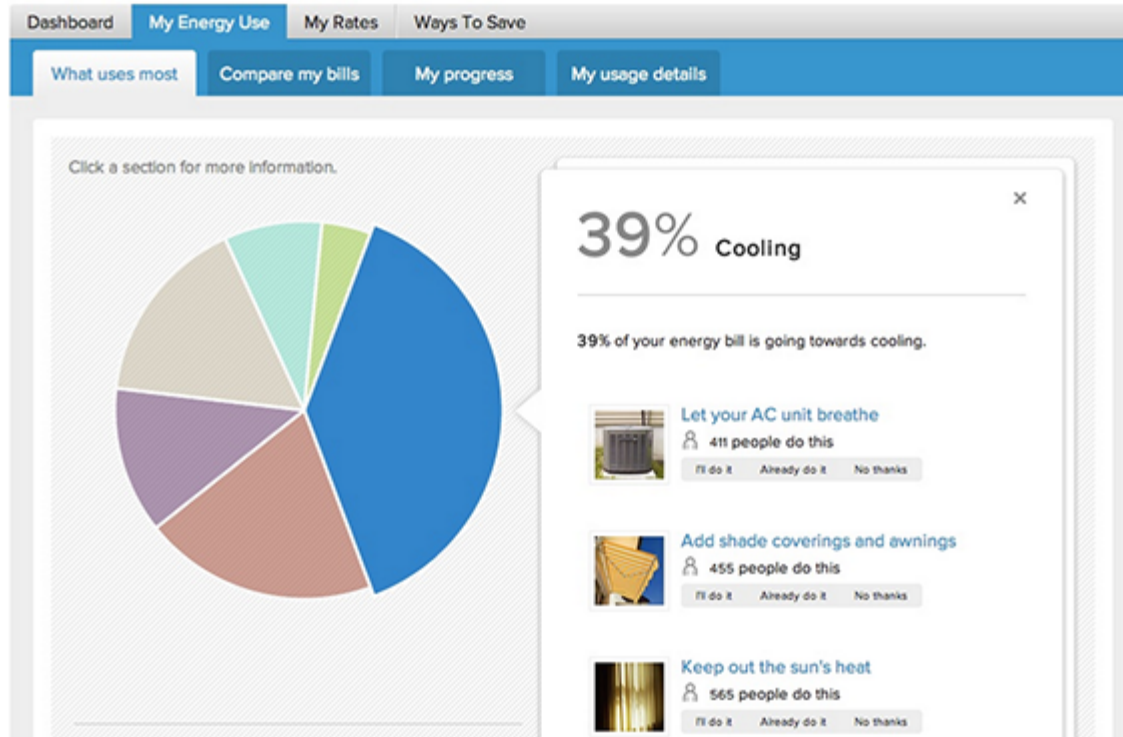 Dashboard My Energy Use My Rates Ways To Save
What uses most Compare my bills My progress My usage details
Click a section for more information.
×
39% Cooling
39% of your energy bill is going towards cooling.
Let your AC unit breathe
411 people do this
I'll do it Already do it No thanks
Add shade coverings and awnings
455 people do this
I'll do it Already do it No thanks
Keep out the sun's heat
565 people do this
I'll do it Already do it No thanks